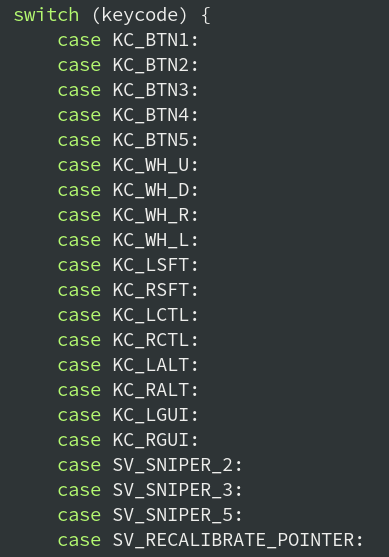 switch (keycode) {
    case KC_BTN1:
    case KC_BTN2:
    case KC_BTN3:
    case KC_BTN4:
    case KC_BTN5:
    case KC_WH_U:
    case KC_WH_D:
    case KC_WH_R:
    case KC_WH_L:
    case KC_LSFT:
    case KC_RSFT:
    case KC_LCTL:
    case KC_RCTL:
    case KC_LALT:
    case KC_RALT:
    case KC_LGUI:
    case KC_RGUI:
    case SV_SNIPER_2:
    case SV_SNIPER_3:
    case SV_SNIPER_5:
    case SV_RECALIBRATE_POINTER: